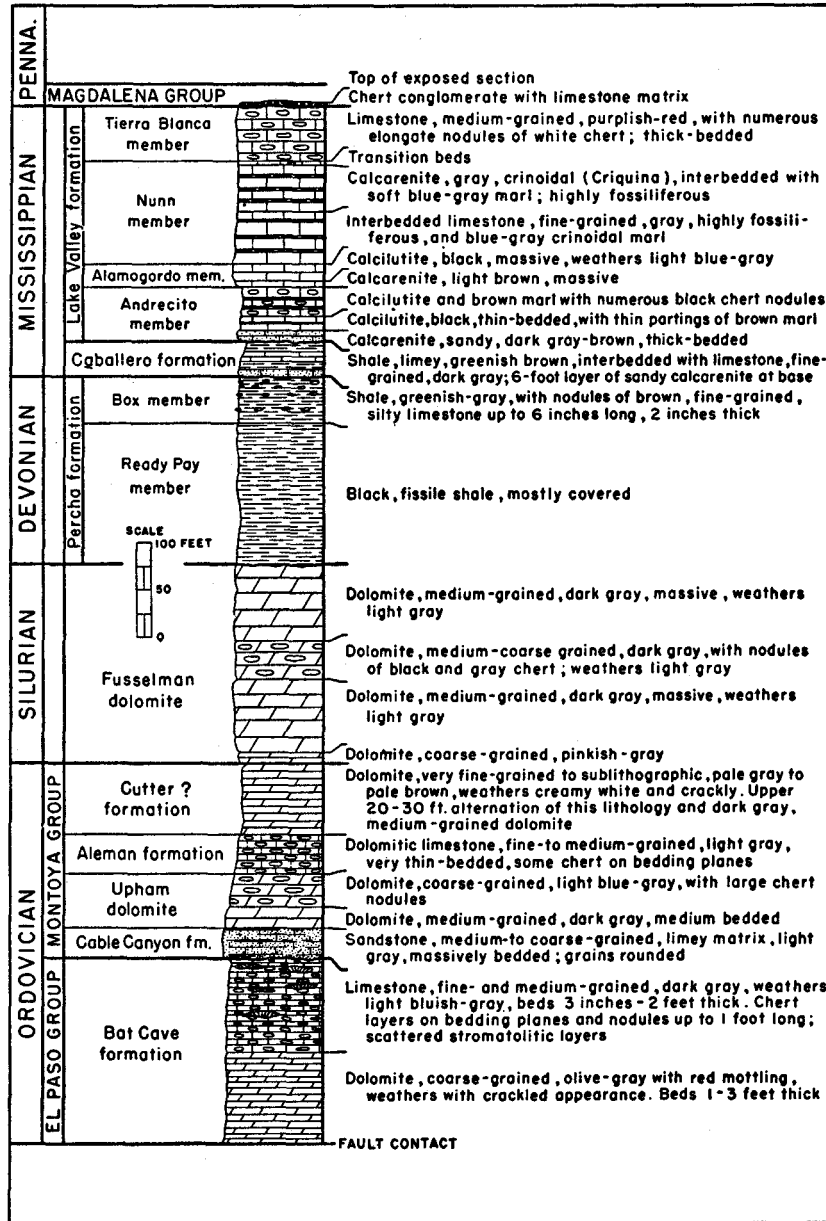 PENNA.
MAGDALENA GROUP
Top of exposed section
Chert conglomerate with limestone matrix
MISSISSIPPIAN
Lake Valley formation
Tierra Blanca
member
Limestone, medium-grained, purplish-red, with numerous
elongate nodules of white chert; thick-bedded
Transition beds
Nunn
member
Calcarenite, gray, crinoidal (Criquina), interbedded with
soft blue-gray marl; highly fossiliferous
Interbedded limestone, fine-grained, gray, highly fossili-
ferous, and blue-gray crinoidal marl
Calcilutite, black, massive, weathers light blue-gray
Alamogordo mem.
Calcarenite, light brown, massive
Andrecito
member
Calcilutite and brown marl with numerous black chert nodules
Calcilutite, black, thin-bedded, with thin partings of brown marl
Calcarenite, sandy, dark gray-brown, thick-bedded
Caballero formation
Shale, limey, greenish brown, interbedded with limestone, fine-
grained, dark gray; 6-foot layer of sandy calcarenite at base
DEVONIAN
Percha formation
Box member
Shale, greenish-gray, with nodules of brown, fine-grained,
silty limestone up to 6 inches long, 2 inches thick
Ready Pay
member
Black, fissile shale, mostly covered
SCALE
100 FEET
50
0
SILURIAN
Fusselman
dolomite
Dolomite, medium-grained, dark gray, massive, weathers
light gray
Dolomite, medium-coarse grained, dark gray, with nodules
of black and gray chert; weathers light gray
Dolomite, medium-grained, dark gray, massive, weathers
light gray
Dolomite, coarse-grained, pinkish-gray
ORDOVICIAN
MONTOYA GROUP
Cutter ?
formation
Dolomite, very fine-grained to sublithographic, pale gray to
pale brown, weathers creamy white and crackly. Upper
20-30 ft. alternation of this lithology and dark gray,
medium-grained dolomite
Aleman formation
Dolomitic limestone, fine-to medium-grained, light gray,
very thin-bedded, some chert on bedding planes
Upham
dolomite
Dolomite, coarse-grained, light blue-gray, with large chert
nodules
Dolomite, medium-grained, dark gray, medium bedded
Cable Canyon fm.
Sandstone, medium-to coarse-grained, limey matrix, light
gray, massively bedded; grains rounded
EL PASO GROUP
Bat Cave
formation
Limestone, fine- and medium-grained, dark gray, weathers
light bluish-gray, beds 3 inches - 2 feet thick. Chert
layers on bedding planes and nodules up to 1 foot long;
scattered stromatolitic layers
Dolomite, coarse-grained, olive-gray with red mottling,
weathers with crackled appearance. Beds 1-3 feet thick
FAULT CONTACT